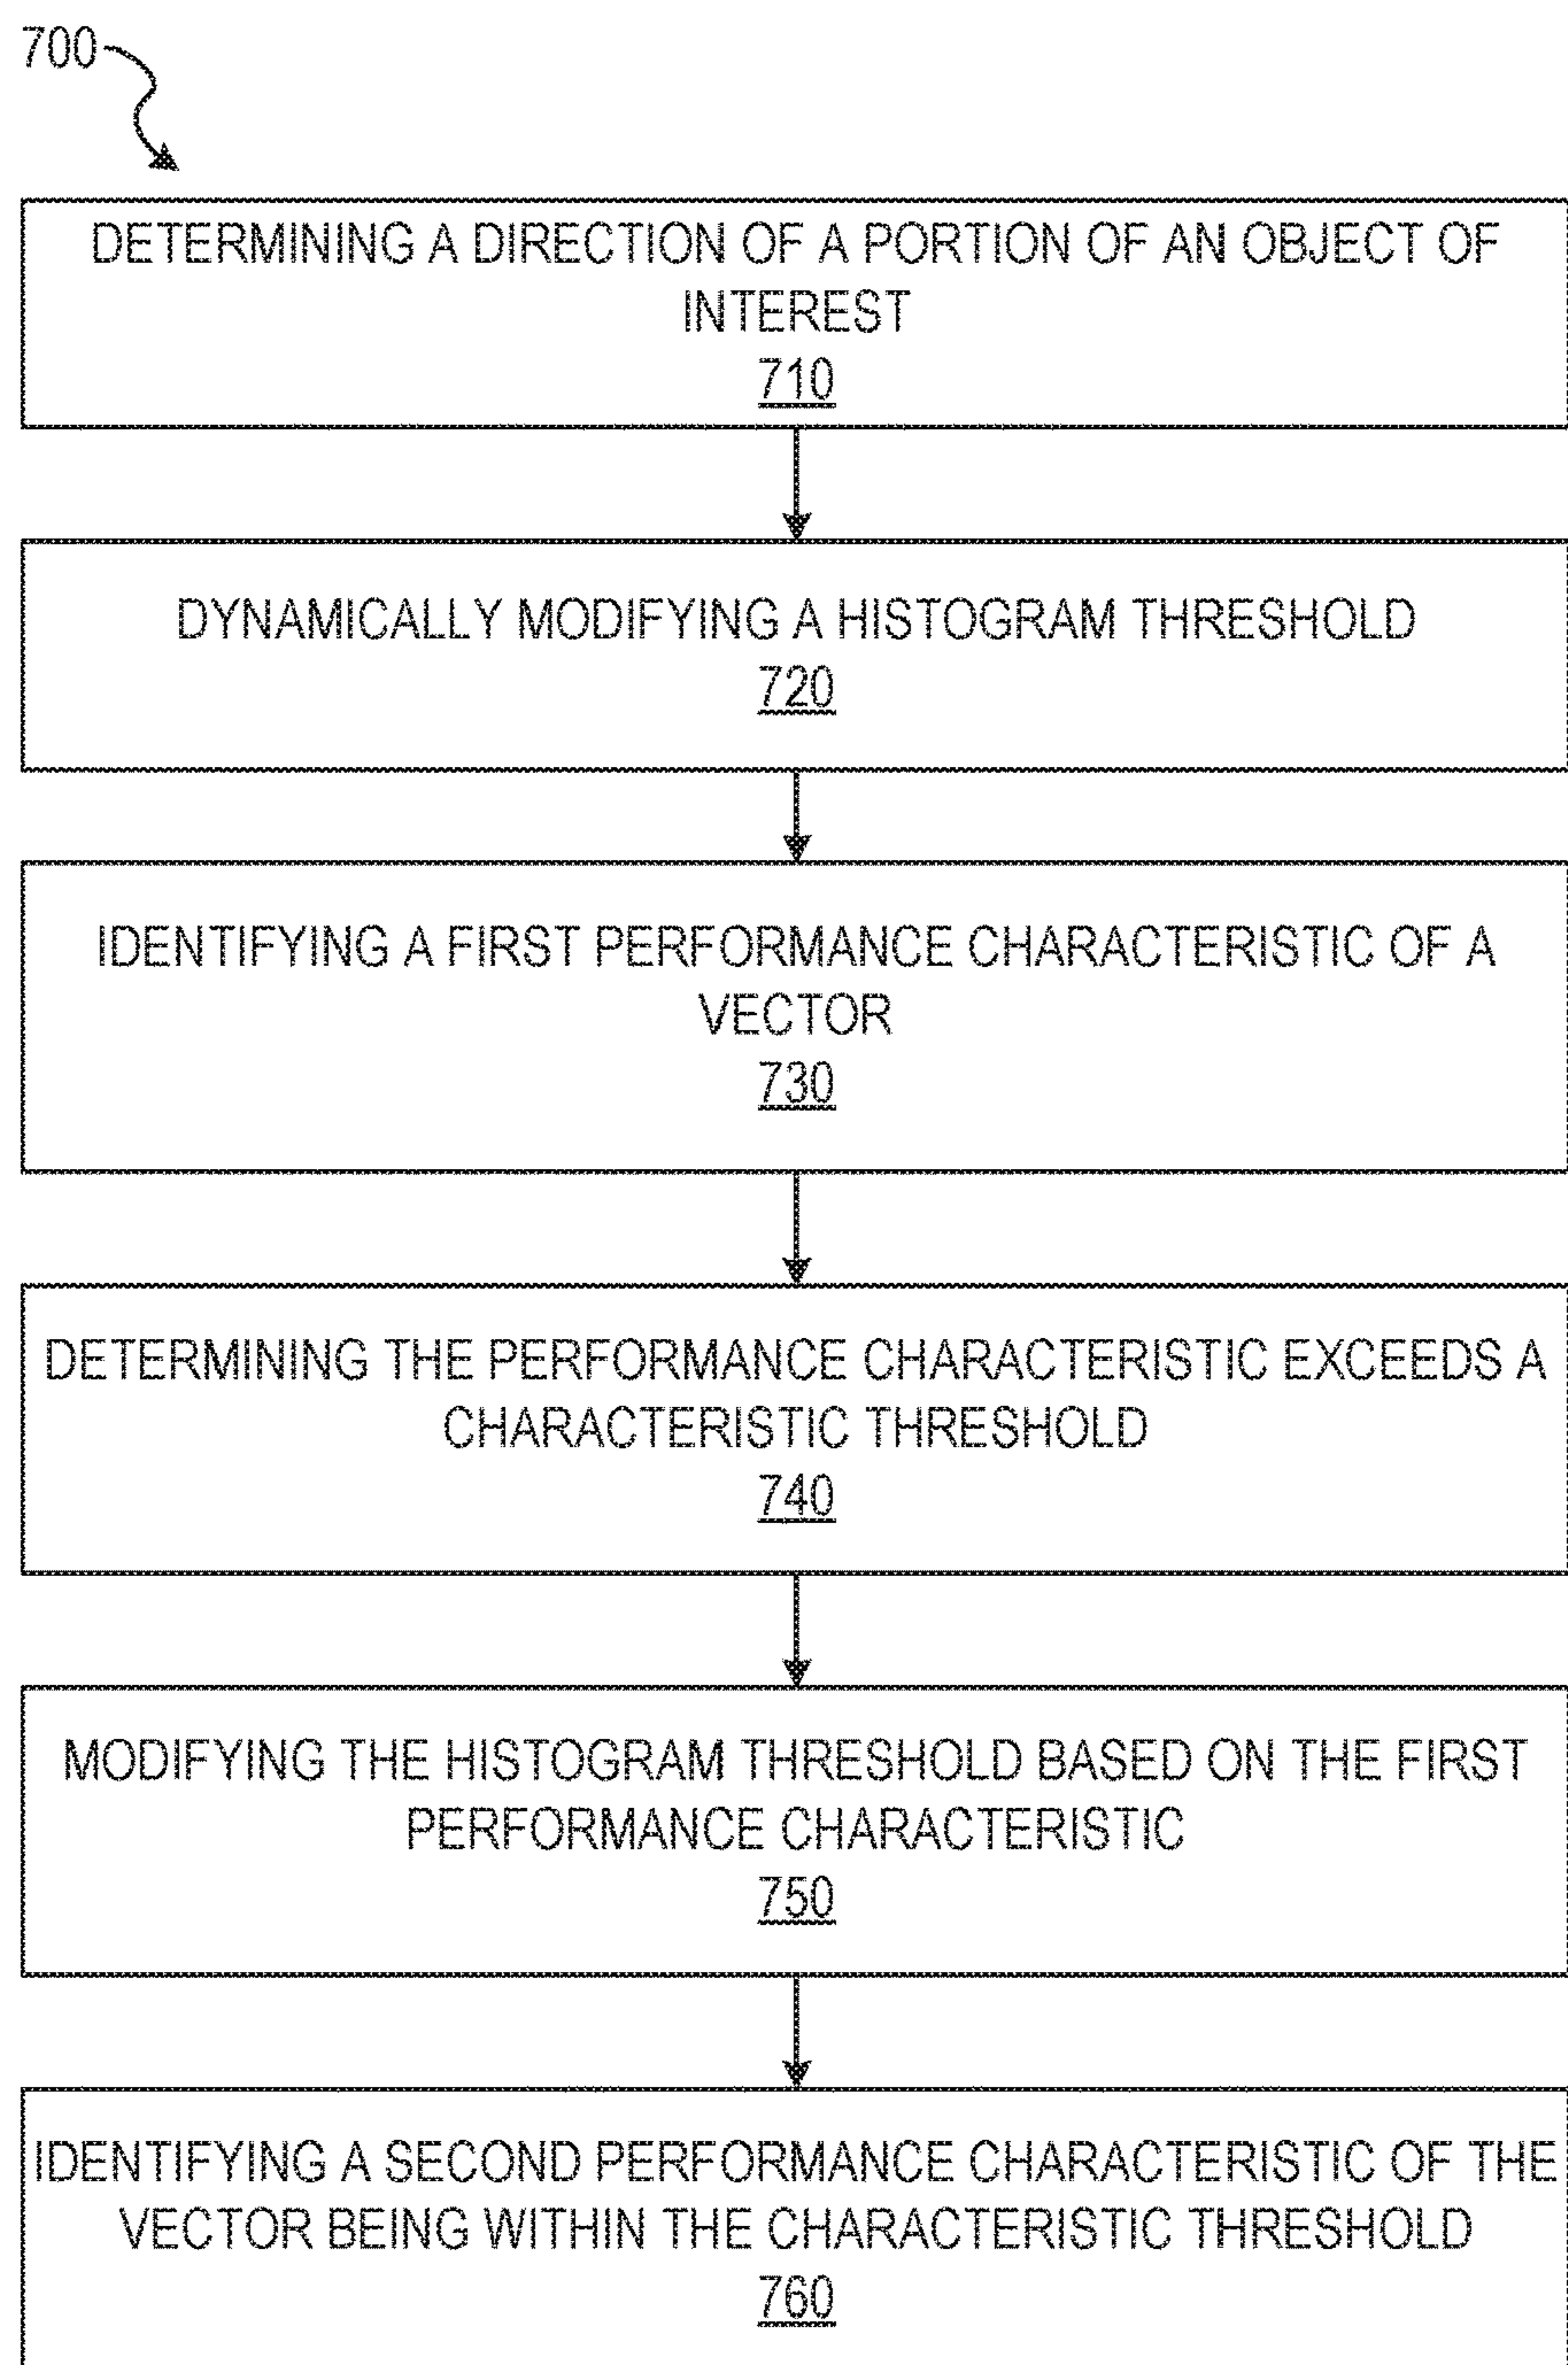 700
DETERMINING A DIRECTION OF A PORTION OF AN OBJECT OF
INTEREST
710
DYNAMICALLY MODIFYING A HISTOGRAM THRESHOLD
720
IDENTIFYING A FIRST PERFORMANCE CHARACTERISTIC OF A
VECTOR
730
DETERMINING THE PERFORMANCE CHARACTERISTIC EXCEEDS A
CHARACTERISTIC THRESHOLD
740
MODIFYING THE HISTOGRAM THRESHOLD BASED ON THE FIRST
PERFORMANCE CHARACTERISTIC
750
IDENTIFYING A SECOND PERFORMANCE CHARACTERISTIC OF THE
VECTOR BEING WITHIN THE CHARACTERISTIC THRESHOLD
760